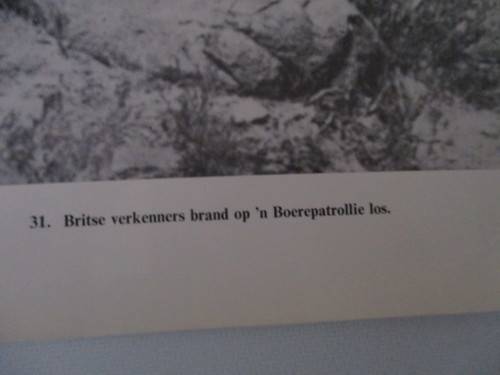 31. Britse verkenners brand op 'n Boerepatrollie los.